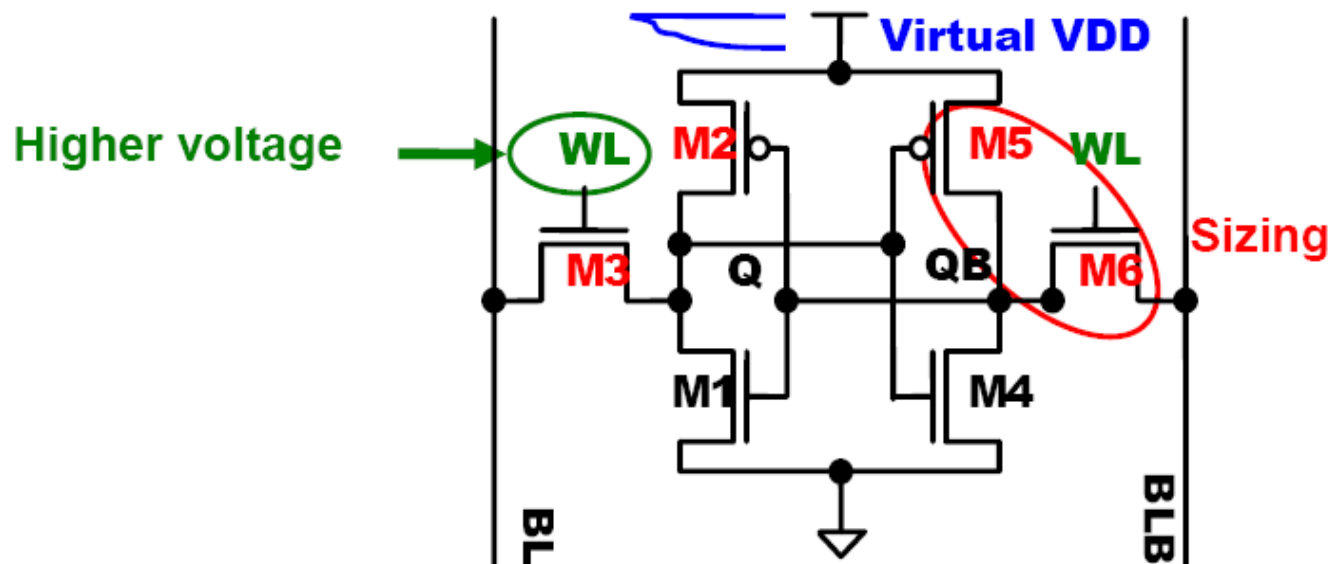 Virtual VDD
Higher voltage
WL
M2
M5
WL
Sizing
M3
Q
QB
M6
M1
M4
BL
BLB